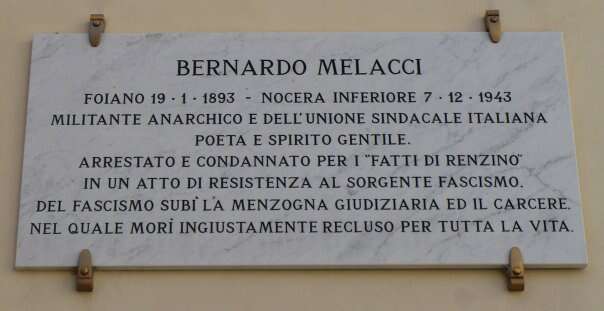 BERNARDO MELACCI
FOIANO 19 · 1 · 1893 - NOCERA INFERIORE 7 · 12 · 1943
MILITANTE ANARCHICO E DELL'UNIONE SINDACALE ITALIANA
POETA E SPIRITO GENTILE.
ARRESTATO E CONDANNATO PER I "FATTI DI RENZINO"
IN UN ATTO DI RESISTENZA AL SORGENTE FASCISMO.
DEL FASCISMO SUBÌ LA MENZOGNA GIUDIZIARIA ED IL CARCERE.
NEL QUALE MORÌ INGIUSTAMENTE RECLUSO PER TUTTA LA VITA.